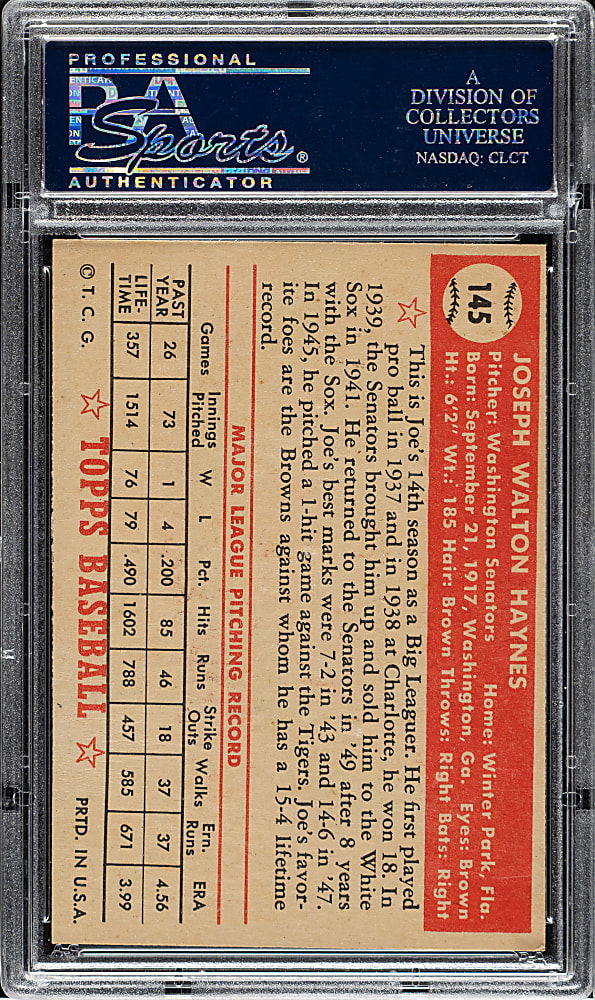 PROFESSIONAL
PSA
Sports®
AUTHENTICATOR
A
DIVISION OF
COLLECTORS
UNIVERSE
NASDAQ: CLCT
145
JOSEPH WALTON HAYNES
Pitcher: Washington Senators Home: Winter Park, Fla.
Born: September 21, 1917, Washington, Ga. Eyes: Brown
Ht.: 6'2" Wt.: 185 Hair: Brown Throws: Right Bats: Right
This is Joe's 14th season as a Big Leaguer. He first played
pro ball in 1937 and in 1938 at Charlotte, he won 18. In
1939, the Senators brought him up and sold him to the White
Sox in 1941. He returned to the Senators in '49 after 8 years
with the Sox. Joe's best marks were 7-2 in '43 and 14-6 in '47.
In 1945, he pitched a 1-hit game against the Tigers. Joe's favor-
ite foes are the Browns against whom he has a 15-4 lifetime
record.
MAJOR LEAGUE PITCHING RECORD
Games Innings Pitched W L Pct. Hits Runs Strike Outs Walks Ern. Runs ERA
PAST YEAR 26 73 1 4 .200 85 46 18 37 37 4.56
LIFE-TIME 357 1514 76 79 .490 1602 788 457 585 671 3.99
© T. C. G. TOPPS BASEBALL PRTD. IN U.S.A.